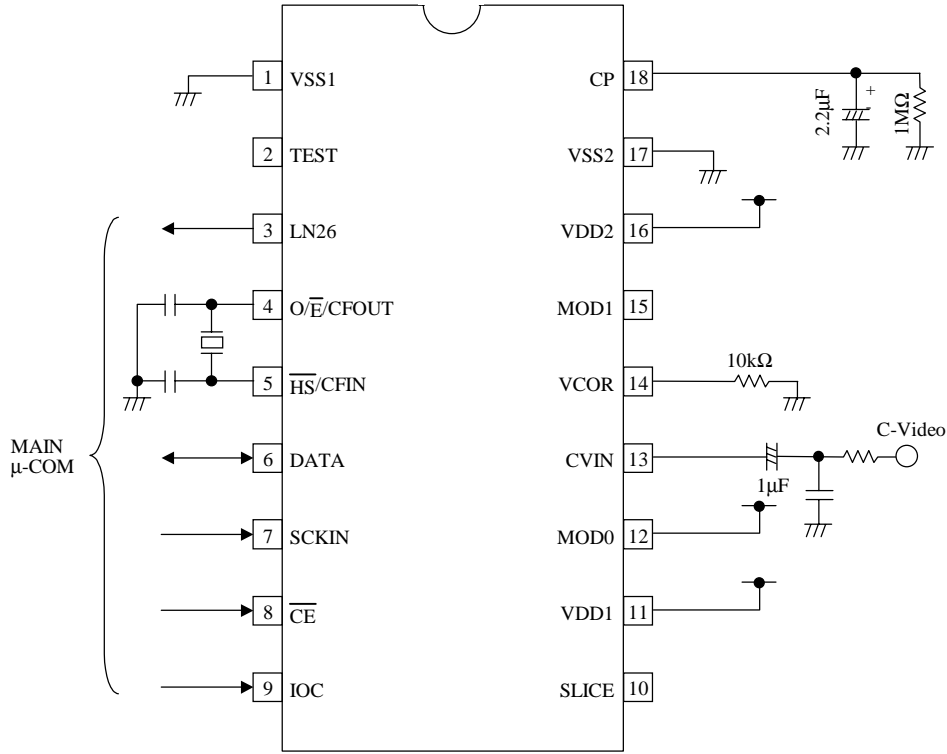 1 VSS1
2 TEST
3 LN26
4 O/E̅/CFOUT
5 H̅S̅/CFIN
6 DATA
7 SCKIN
8 C̅E̅
9 IOC
MAIN
μ-COM
CP 18
VSS2 17
VDD2 16
MOD1 15
VCOR 14
CVIN 13
MOD0 12
VDD1 11
SLICE 10
2.2μF
+
-
1MΩ
10kΩ
C-Video
1μF